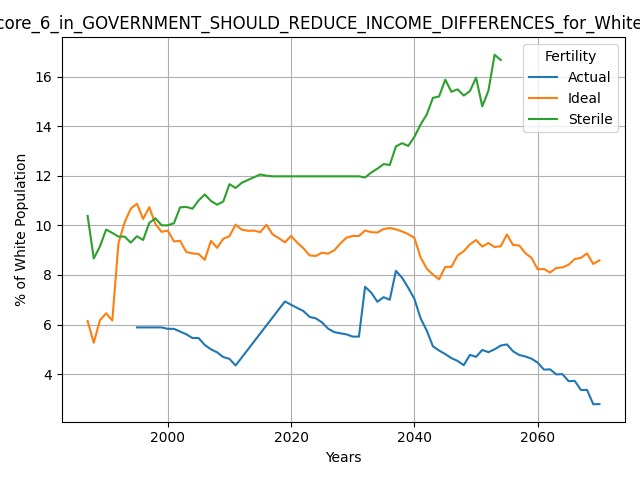 core_6_in_GOVERNMENT_SHOULD_REDUCE_INCOME_DIFFERENCES_for_White
Fertility
Actual
Ideal
Sterile
% of White Population
16
14
12
10
8
6
4
2000
2020
2040
2060
Years